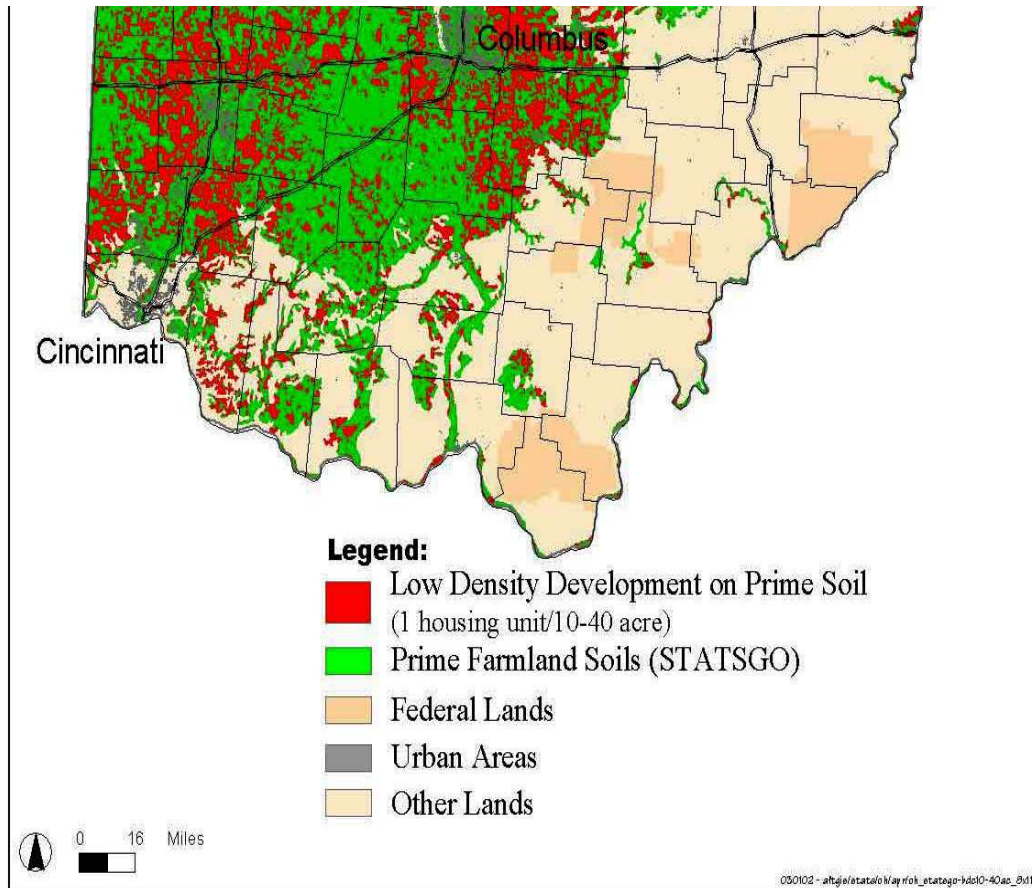 Columbus
Cincinnati
Legend:
Low Density Development on Prime Soil
(1 housing unit/10-40 acre)
Prime Farmland Soils (STATSGO)
Federal Lands
Urban Areas
Other Lands
0 16 Miles